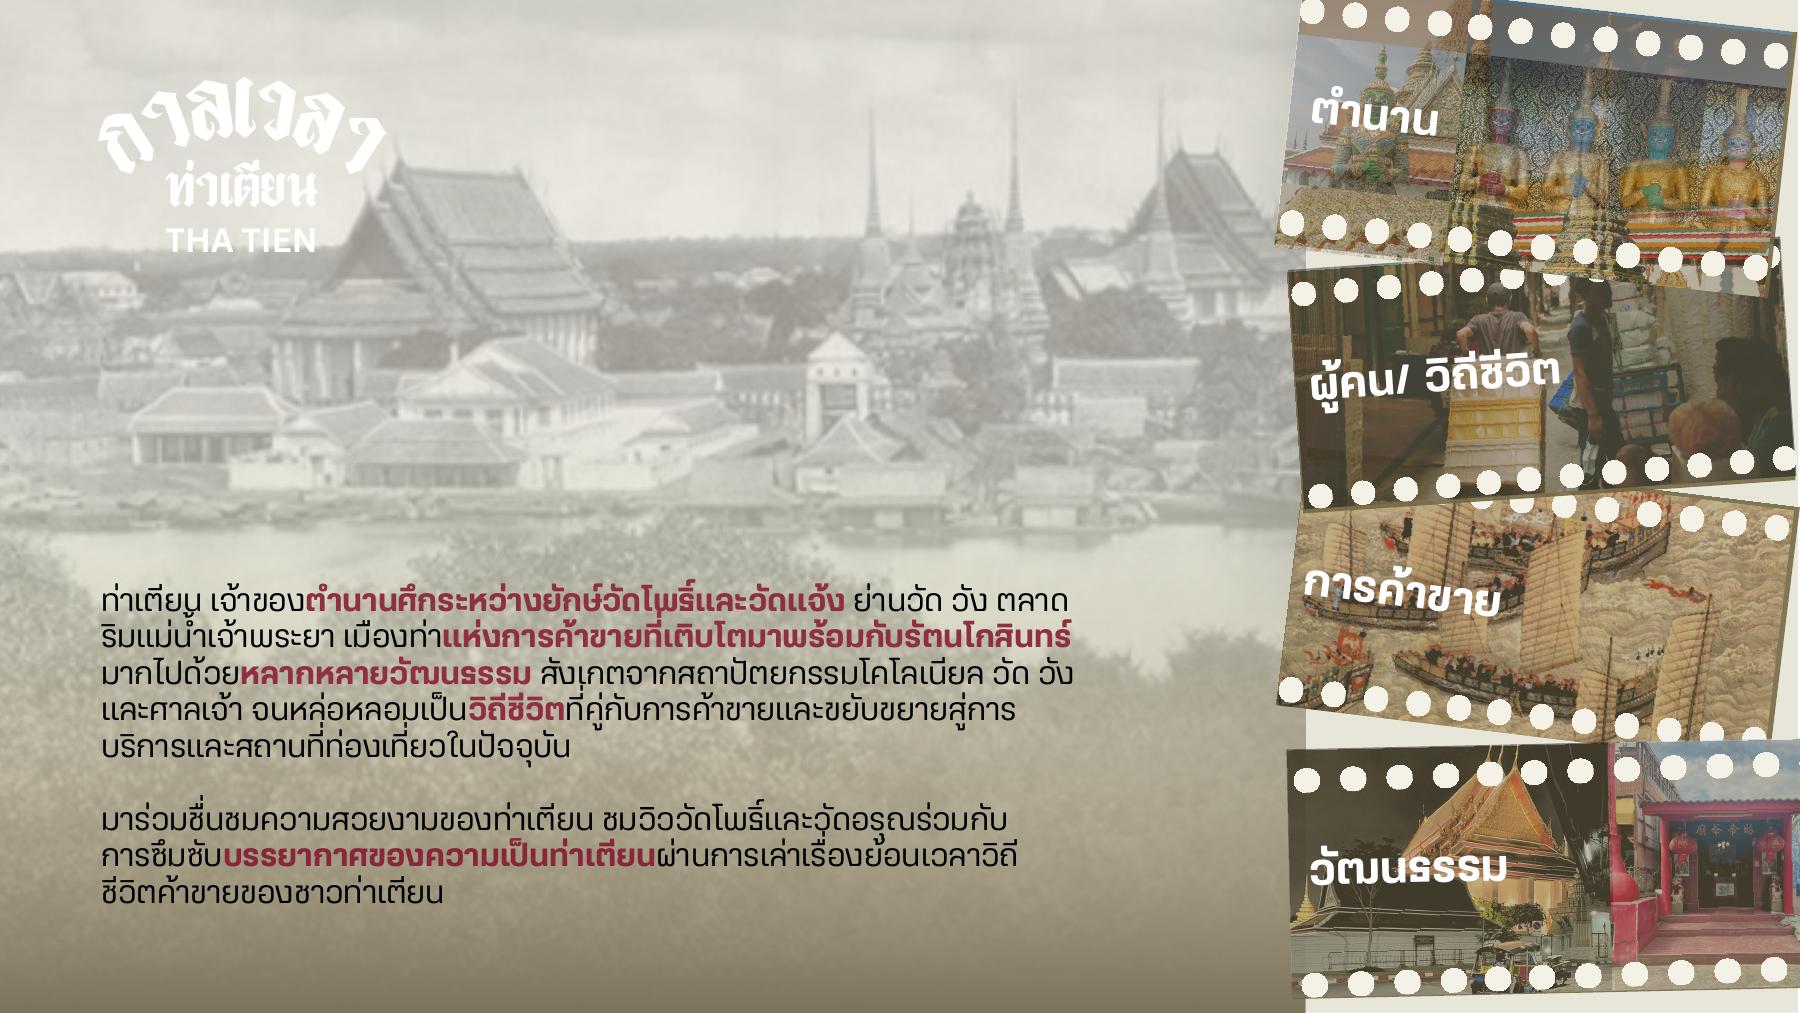 กาลเวลา
ท่าเตียน
THA TIEN
ท่าเตียน เจ้าของตำนานศึกระหว่างยักษ์วัดโพธิ์และวัดแจ้ง ย่านวัด วัง ตลาด
ริมแม่น้ำเจ้าพระยา เมืองท่าแห่งการค้าขายที่เติบโตมาพร้อมกับรัตนโกสินทร์
มากไปด้วยหลากหลายวัฒนธรรม สังเกตจากสถาปัตยกรรมโคโลเนียล วัด วัง
และศาลเจ้า จนหล่อหลอมเป็นวิถีชีวิตที่คู่กับการค้าขายและขยับขยายสู่การ
บริการและสถานที่ท่องเที่ยวในปัจจุบัน
มาร่วมชื่นชมความสวยงามของท่าเตียน ชมวิววัดโพธิ์และวัดอรุณร่วมกับ
การซึมซับบรรยากาศของความเป็นท่าเตียนผ่านการเล่าเรื่องย้อนเวลาวิถี
ชีวิตค้าขายของชาวท่าเตียน
ตำนาน
ผู้คน/ วิถีชีวิต
การค้าขาย
วัฒนธรรม